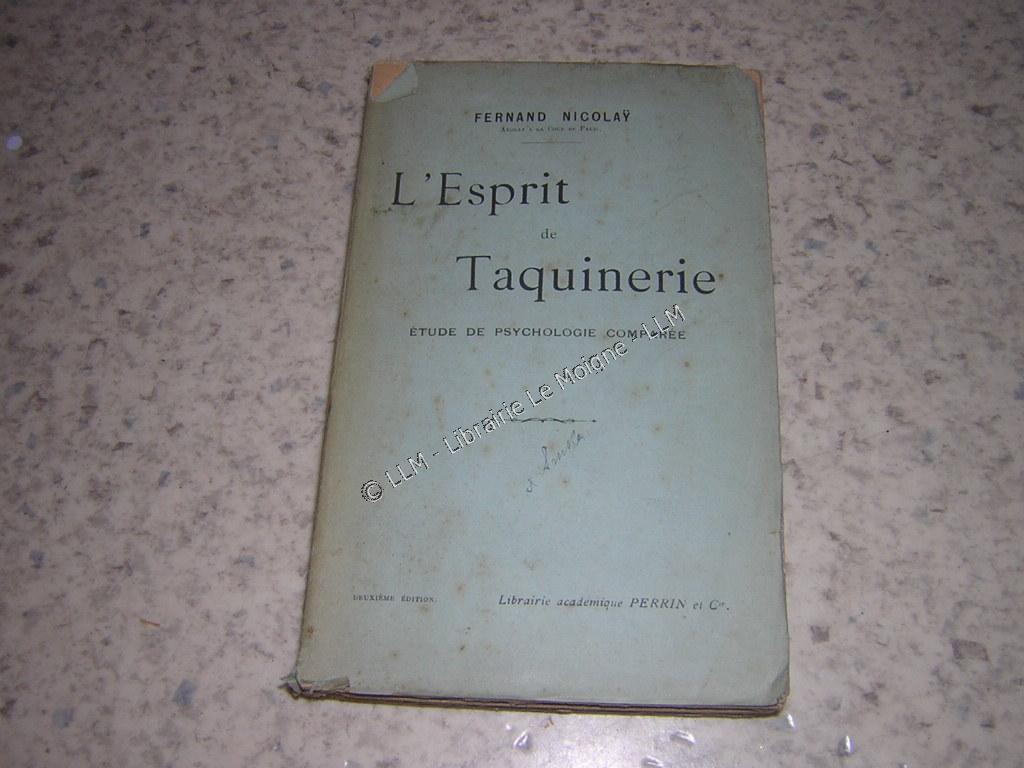 FERNAND NICOLAŸ
L'Esprit
de
Taquinerie
ÉTUDE DE PSYCHOLOGIE COMPARÉE
© LLM - Librairie Le Moigne - LLM
DEUXIÈME ÉDITION.
Librairie académique PERRIN et Cie.